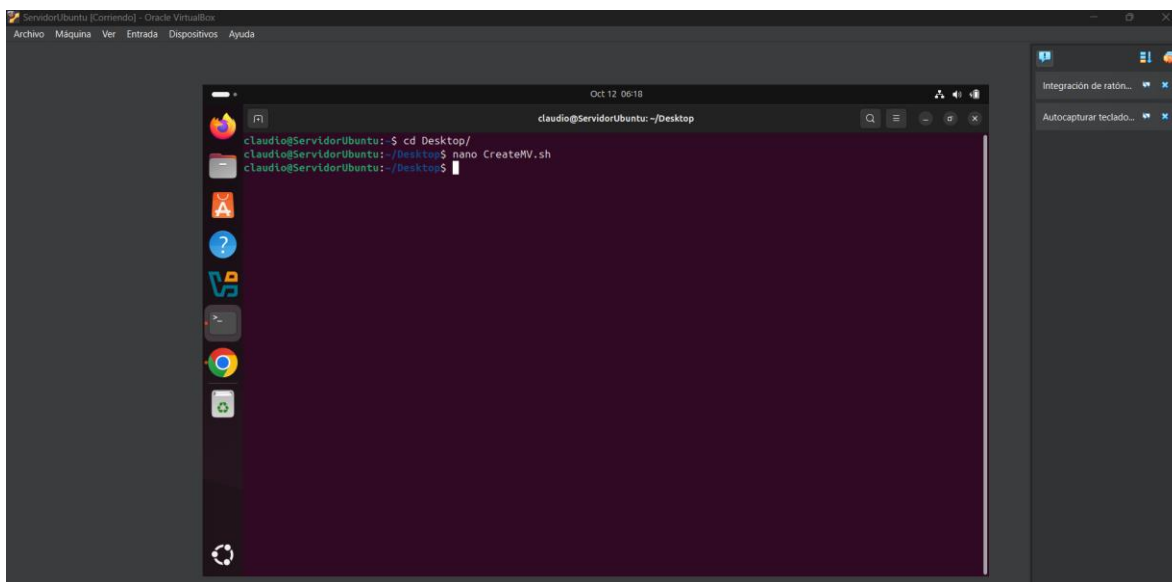 ServidorUbuntu [Corriendo] - Oracle VirtualBox
Archivo Máquina Ver Entrada Dispositivos Ayuda
Integración de ratón...
Autocapturar teclado...
Oct 12 06:18
claudio@ServidorUbuntu: ~/Desktop
claudio@ServidorUbuntu:~$ cd Desktop/
claudio@ServidorUbuntu:~/Desktop$ nano CreateMV.sh
claudio@ServidorUbuntu:~/Desktop$